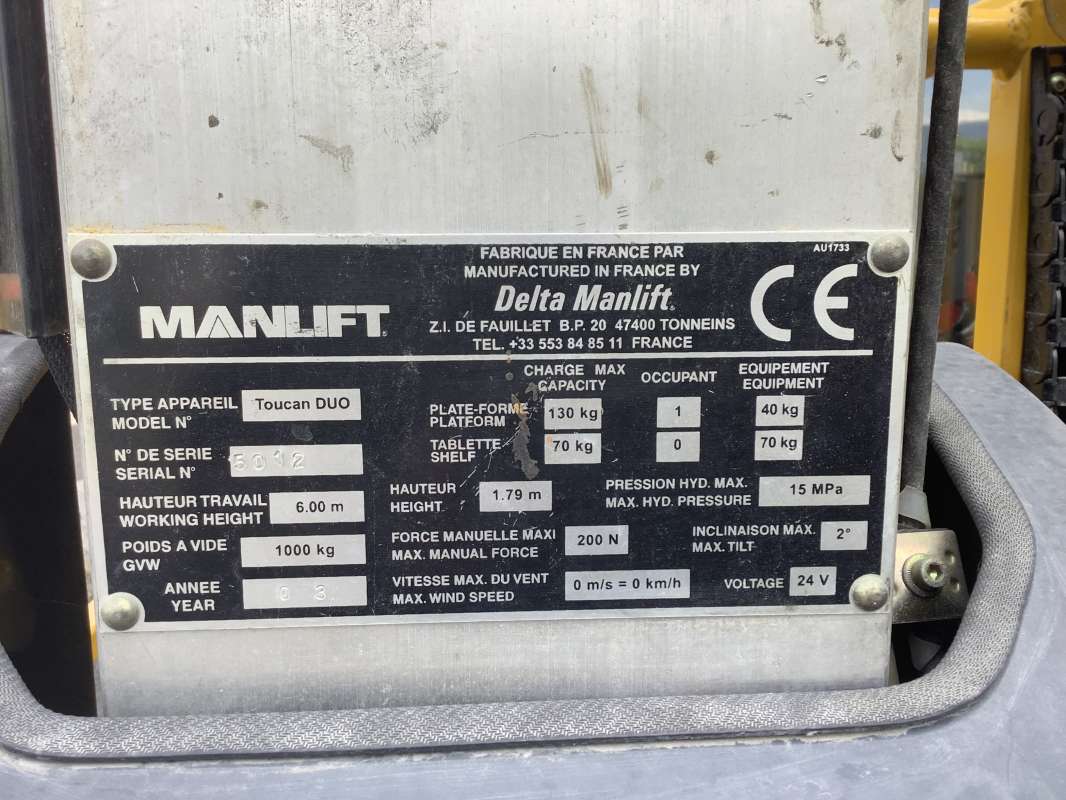 AU1733
FABRIQUE EN FRANCE PAR
MANUFACTURED IN FRANCE BY
MANLIFT
Delta Manlift
Z.I. DE FAUILLET B.P. 20 47400 TONNEINS
TEL. +33 553 84 85 11 FRANCE
CE
CHARGE MAX OCCUPANT EQUIPEMENT
CAPACITY EQUIPMENT
TYPE APPAREIL Toucan DUO
MODEL N°
PLATE-FORME 130 kg 1 40 kg
PLATFORM
TABLETTE 70 kg 0 70 kg
SHELF
N° DE SERIE 5012
SERIAL N°
HAUTEUR TRAVAIL 6.00 m
WORKING HEIGHT
HAUTEUR 1.79 m
HEIGHT
PRESSION HYD. MAX. 15 MPa
MAX. HYD. PRESSURE
POIDS A VIDE 1000 kg
GVW
FORCE MANUELLE MAXI 200 N
MAX. MANUAL FORCE
INCLINAISON MAX. 2°
MAX. TILT
ANNEE 03
YEAR
VITESSE MAX. DU VENT 0 m/s = 0 km/h
MAX. WIND SPEED
VOLTAGE 24 V